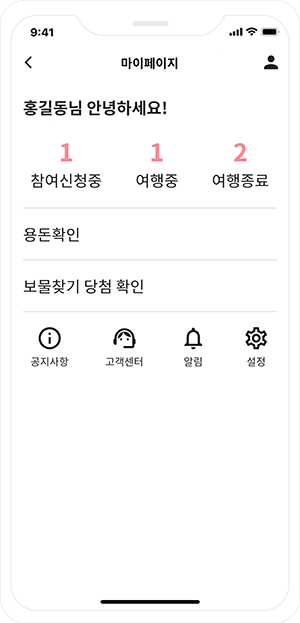 9:41
마이페이지
홍길동님 안녕하세요!
1 1 2
참여신청중 여행중 여행종료
용돈확인
보물찾기 당첨 확인
공지사항 고객센터 알림 설정